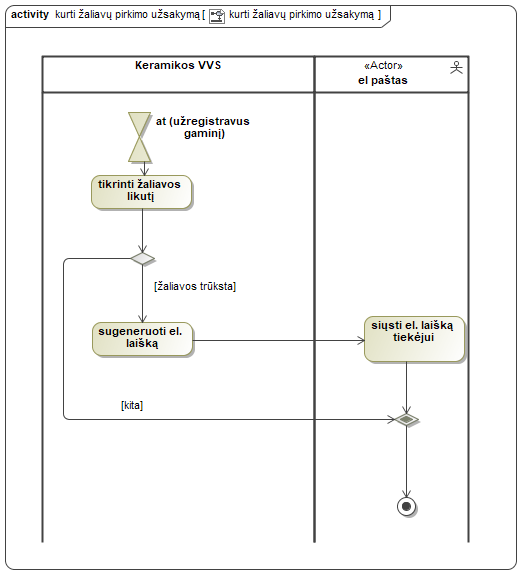 activity kurti žaliavų pirkimo užsakymą [ kurti žaliavų pirkimo užsakymą ]
Keramikos VVS
«Actor»
el paštas
at (užregistravus
gaminį)
tikrinti žaliavos
likutį
[žaliavos trūksta]
sugeneruoti el.
laišką
siųsti el. laišką
tiekėjui
[kita]